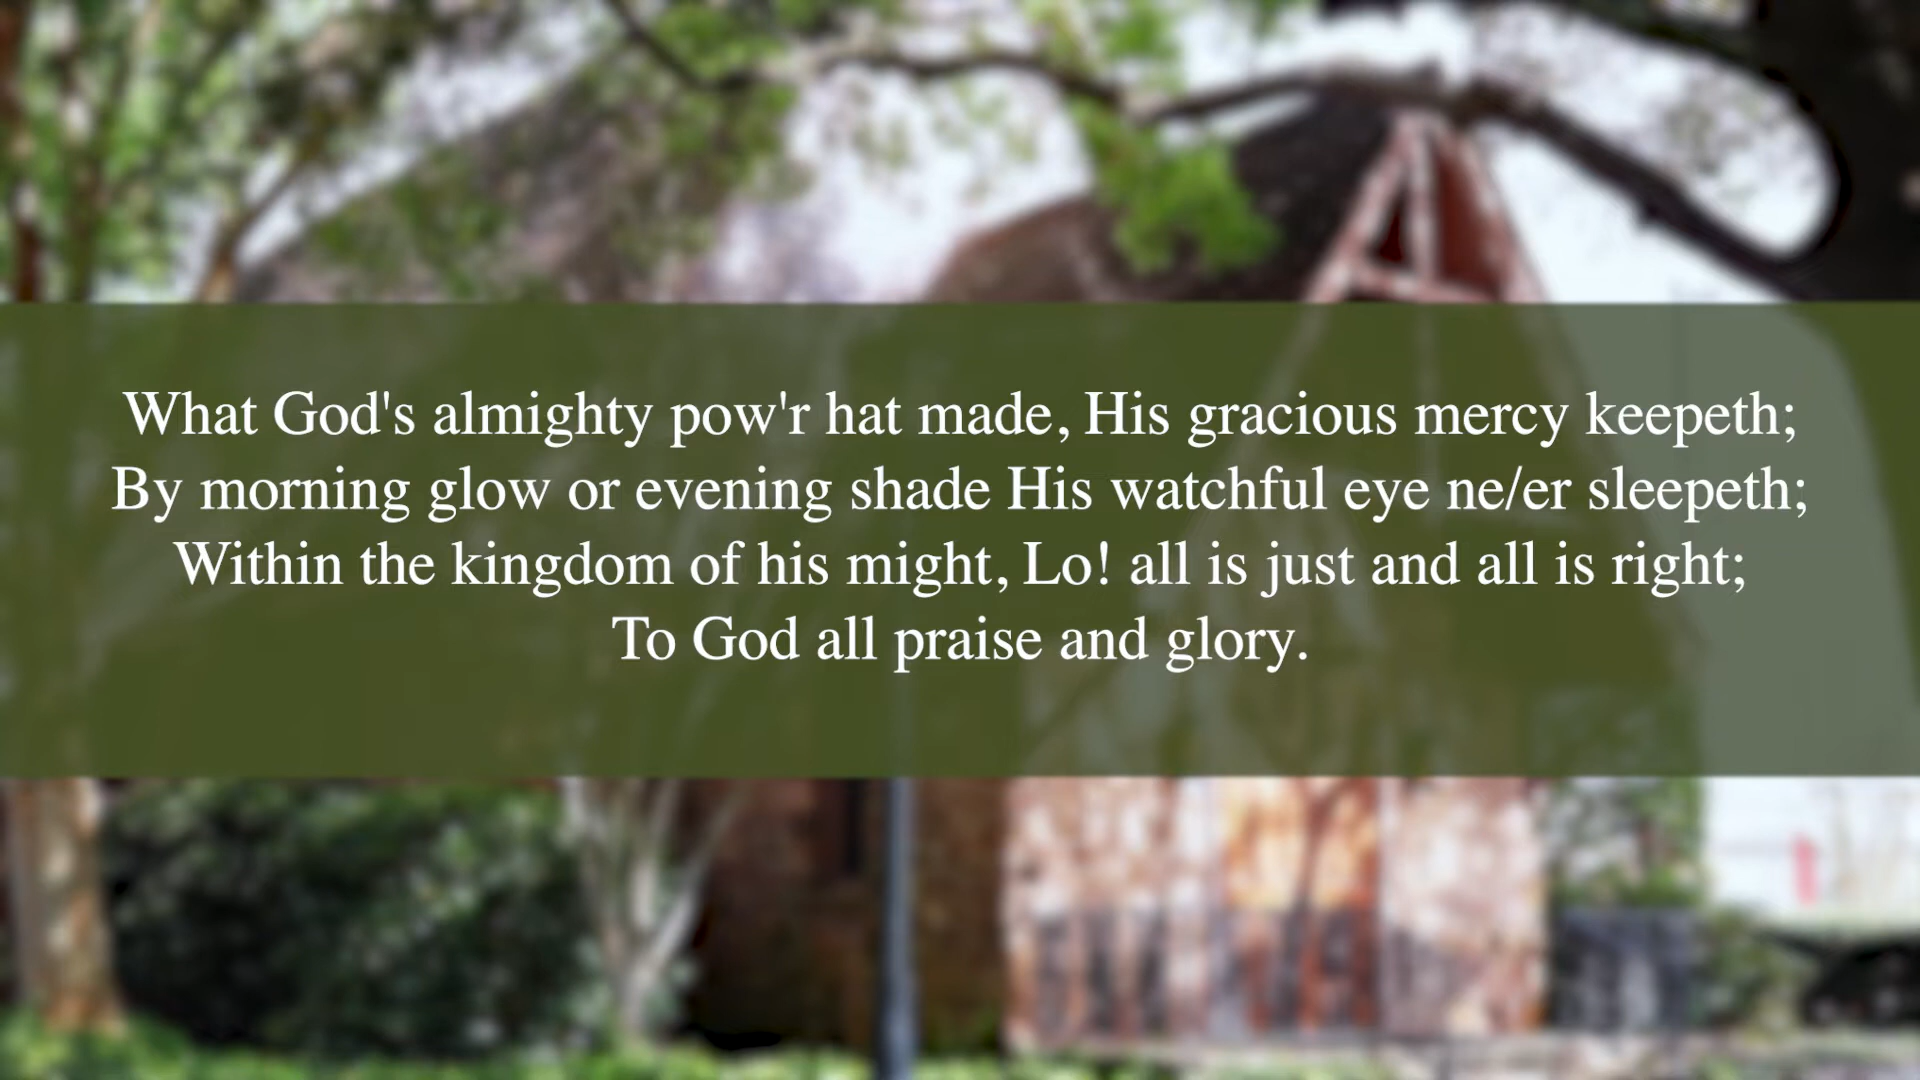 What God's almighty pow'r hat made, His gracious mercy keepeth;
By morning glow or evening shade His watchful eye ne/er sleepeth;
Within the kingdom of his might, Lo! all is just and all is right;
To God all praise and glory.